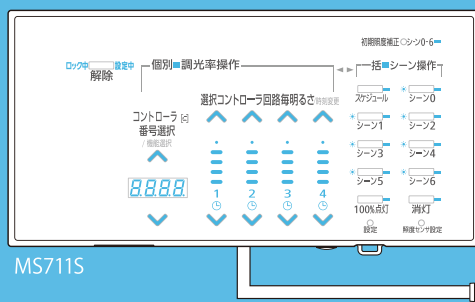 初期照度補正 シーン0-6
ロック中 設定中
解除
個別 調光率操作
一括 シーン操作
選択コントローラ回路毎明るさ 時刻変更
コントローラ [c]
番号選択
/ 機能選択
8.8.8.8.
1 2 3 4
スケジュール シーン0
シーン1 シーン2
シーン3 シーン4
シーン5 シーン6
100%点灯 消灯
設定 照度センサ設定
MS711S